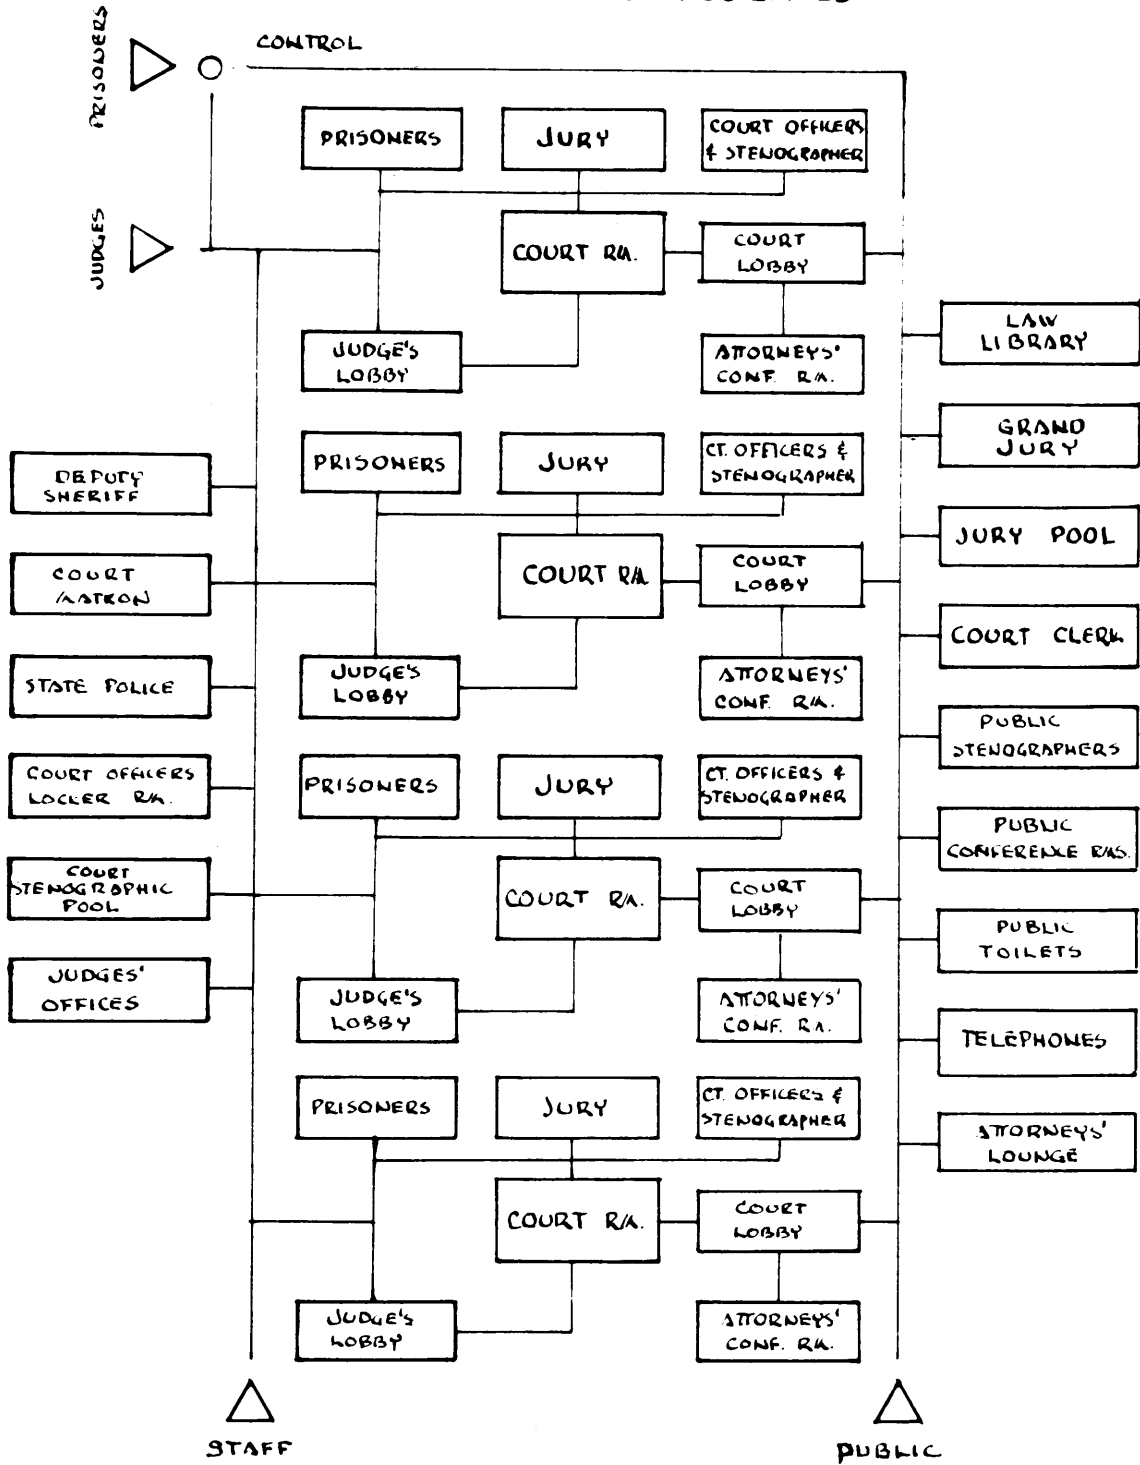 PRISONERS
CONTROL
JUDGES
PRISONERS
JURY
COURT OFFICERS
& STENOGRAPHER
COURT RM.
COURT
LOBBY
JUDGE'S
LOBBY
ATTORNEYS'
CONF. RM.
PRISONERS
JURY
CT. OFFICERS &
STENOGRAPHER
COURT RM
COURT
LOBBY
JUDGE'S
LOBBY
ATTORNEYS'
CONF. RM.
PRISONERS
JURY
CT. OFFICERS &
STENOGRAPHER
COURT RM.
COURT
LOBBY
JUDGE'S
LOBBY
ATTORNEYS'
CONF. RM.
PRISONERS
JURY
CT. OFFICERS &
STENOGRAPHER
COURT RM.
COURT
LOBBY
JUDGE'S
LOBBY
ATTORNEYS'
CONF. RM.
DEPUTY
SHERIFF
COURT
MATRON
STATE POLICE
COURT OFFICERS
LOCKER RM.
COURT
STENOGRAPHIC
POOL
JUDGES'
OFFICES
LAW
LIBRARY
GRAND
JURY
JURY POOL
COURT CLERK
PUBLIC
STENOGRAPHERS
PUBLIC
CONFERENCE RMS.
PUBLIC
TOILETS
TELEPHONES
ATTORNEYS'
LOUNGE
STAFF
PUBLIC